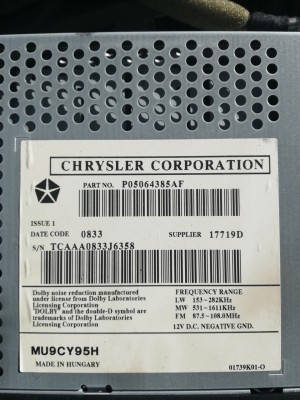 CHRYSLER CORPORATION
PART NO. P05064385AF
ISSUE 1
DATE CODE 0833 SUPPLIER 17719D
S/N TCAAA0833J6358
Dolby noise reduction manufactured
under license from Dolby Laboratories
Licensing Corporation
"DOLBY" and the double-D symbol are
trademarks of Dolby Laboratories
Licensing Corporation
FREQUENCY RANGE
LW 153-282KHz
MW 531-1611KHz
FM 87.5-108.0MHz
12V D.C. NEGATIVE GND.
MU9CY95H
MADE IN HUNGARY
01739K01-O